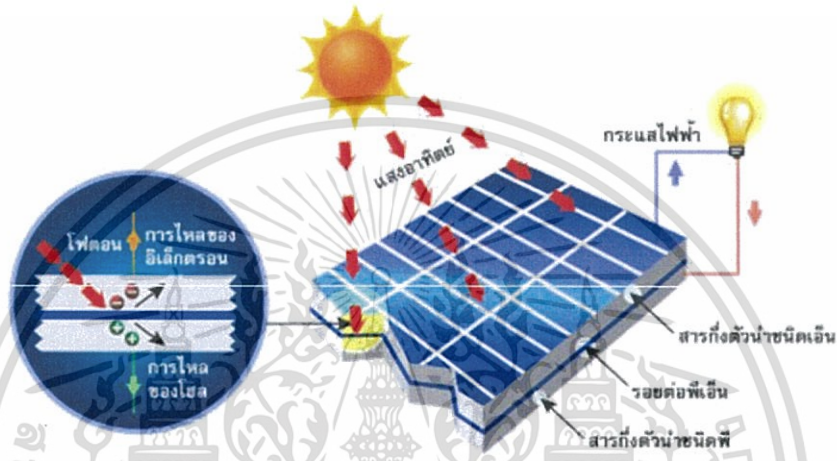 กระแสไฟฟ้า
แสงอาทิตย์
โฟตอน
การไหลของ
อิเล็กตรอน
การไหล
ของโฮล
สารกึ่งตัวนำชนิดเอ็น
รอยต่อพีเอ็น
สารกึ่งตัวนำชนิดพี